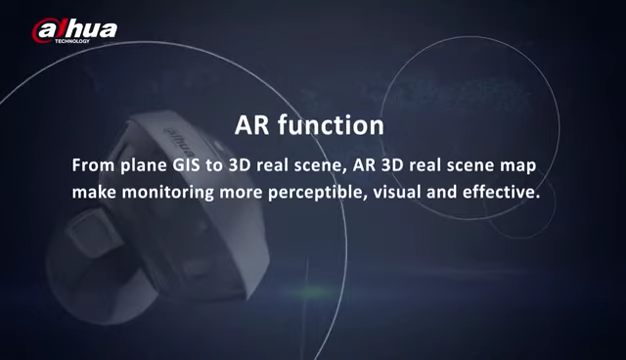 alhua
TECHNOLOGY
alhua
AR function
From plane GIS to 3D real scene, AR 3D real scene map
make monitoring more perceptible, visual and effective.